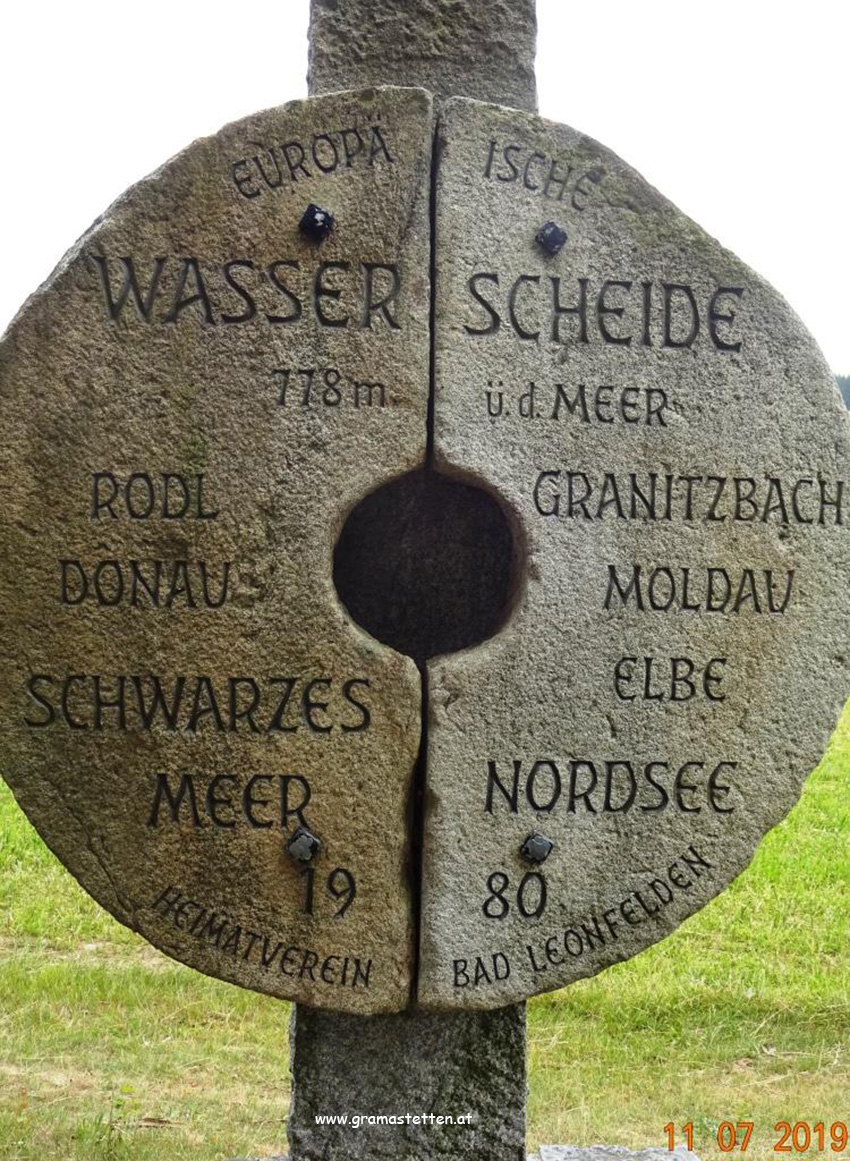 EUROPÄ ISCHE
WASSER SCHEIDE
778 m ü. d. MEER
RODL GRANITZBACH
DONAU MOLDAU
ELBE
SCHWARZES
MEER NORDSEE
19 80
HEIMATVEREIN BAD LEONFELDEN
www.gramastetten.at
11 07 2019